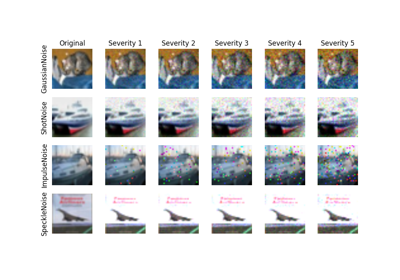 Original Severity 1 Severity 2 Severity 3 Severity 4 Severity 5
GaussianNoise
ShotNoise
ImpulseNoise
SpeckleNoise